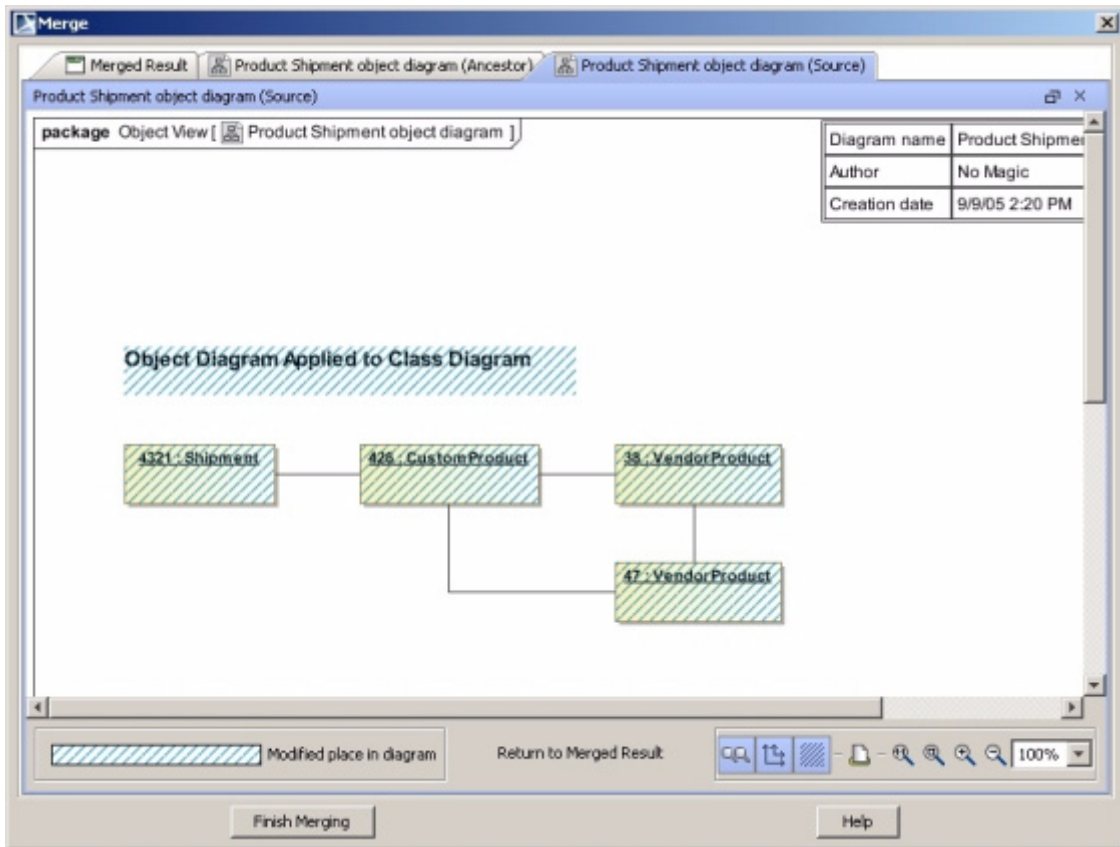 Merge
Merged Result Product Shipment object diagram (Ancestor) Product Shipment object diagram (Source)
Product Shipment object diagram (Source)
package Object View [ Product Shipment object diagram ]
Diagram name Product Shipmer
Author No Magic
Creation date 9/9/05 2:20 PM
Object Diagram Applied to Class Diagram
4321 : Shipment 426 : CustomProduct 38 : VendorProduct
47 : VendorProduct
Modified place in diagram Return to Merged Result 100%
Finish Merging Help